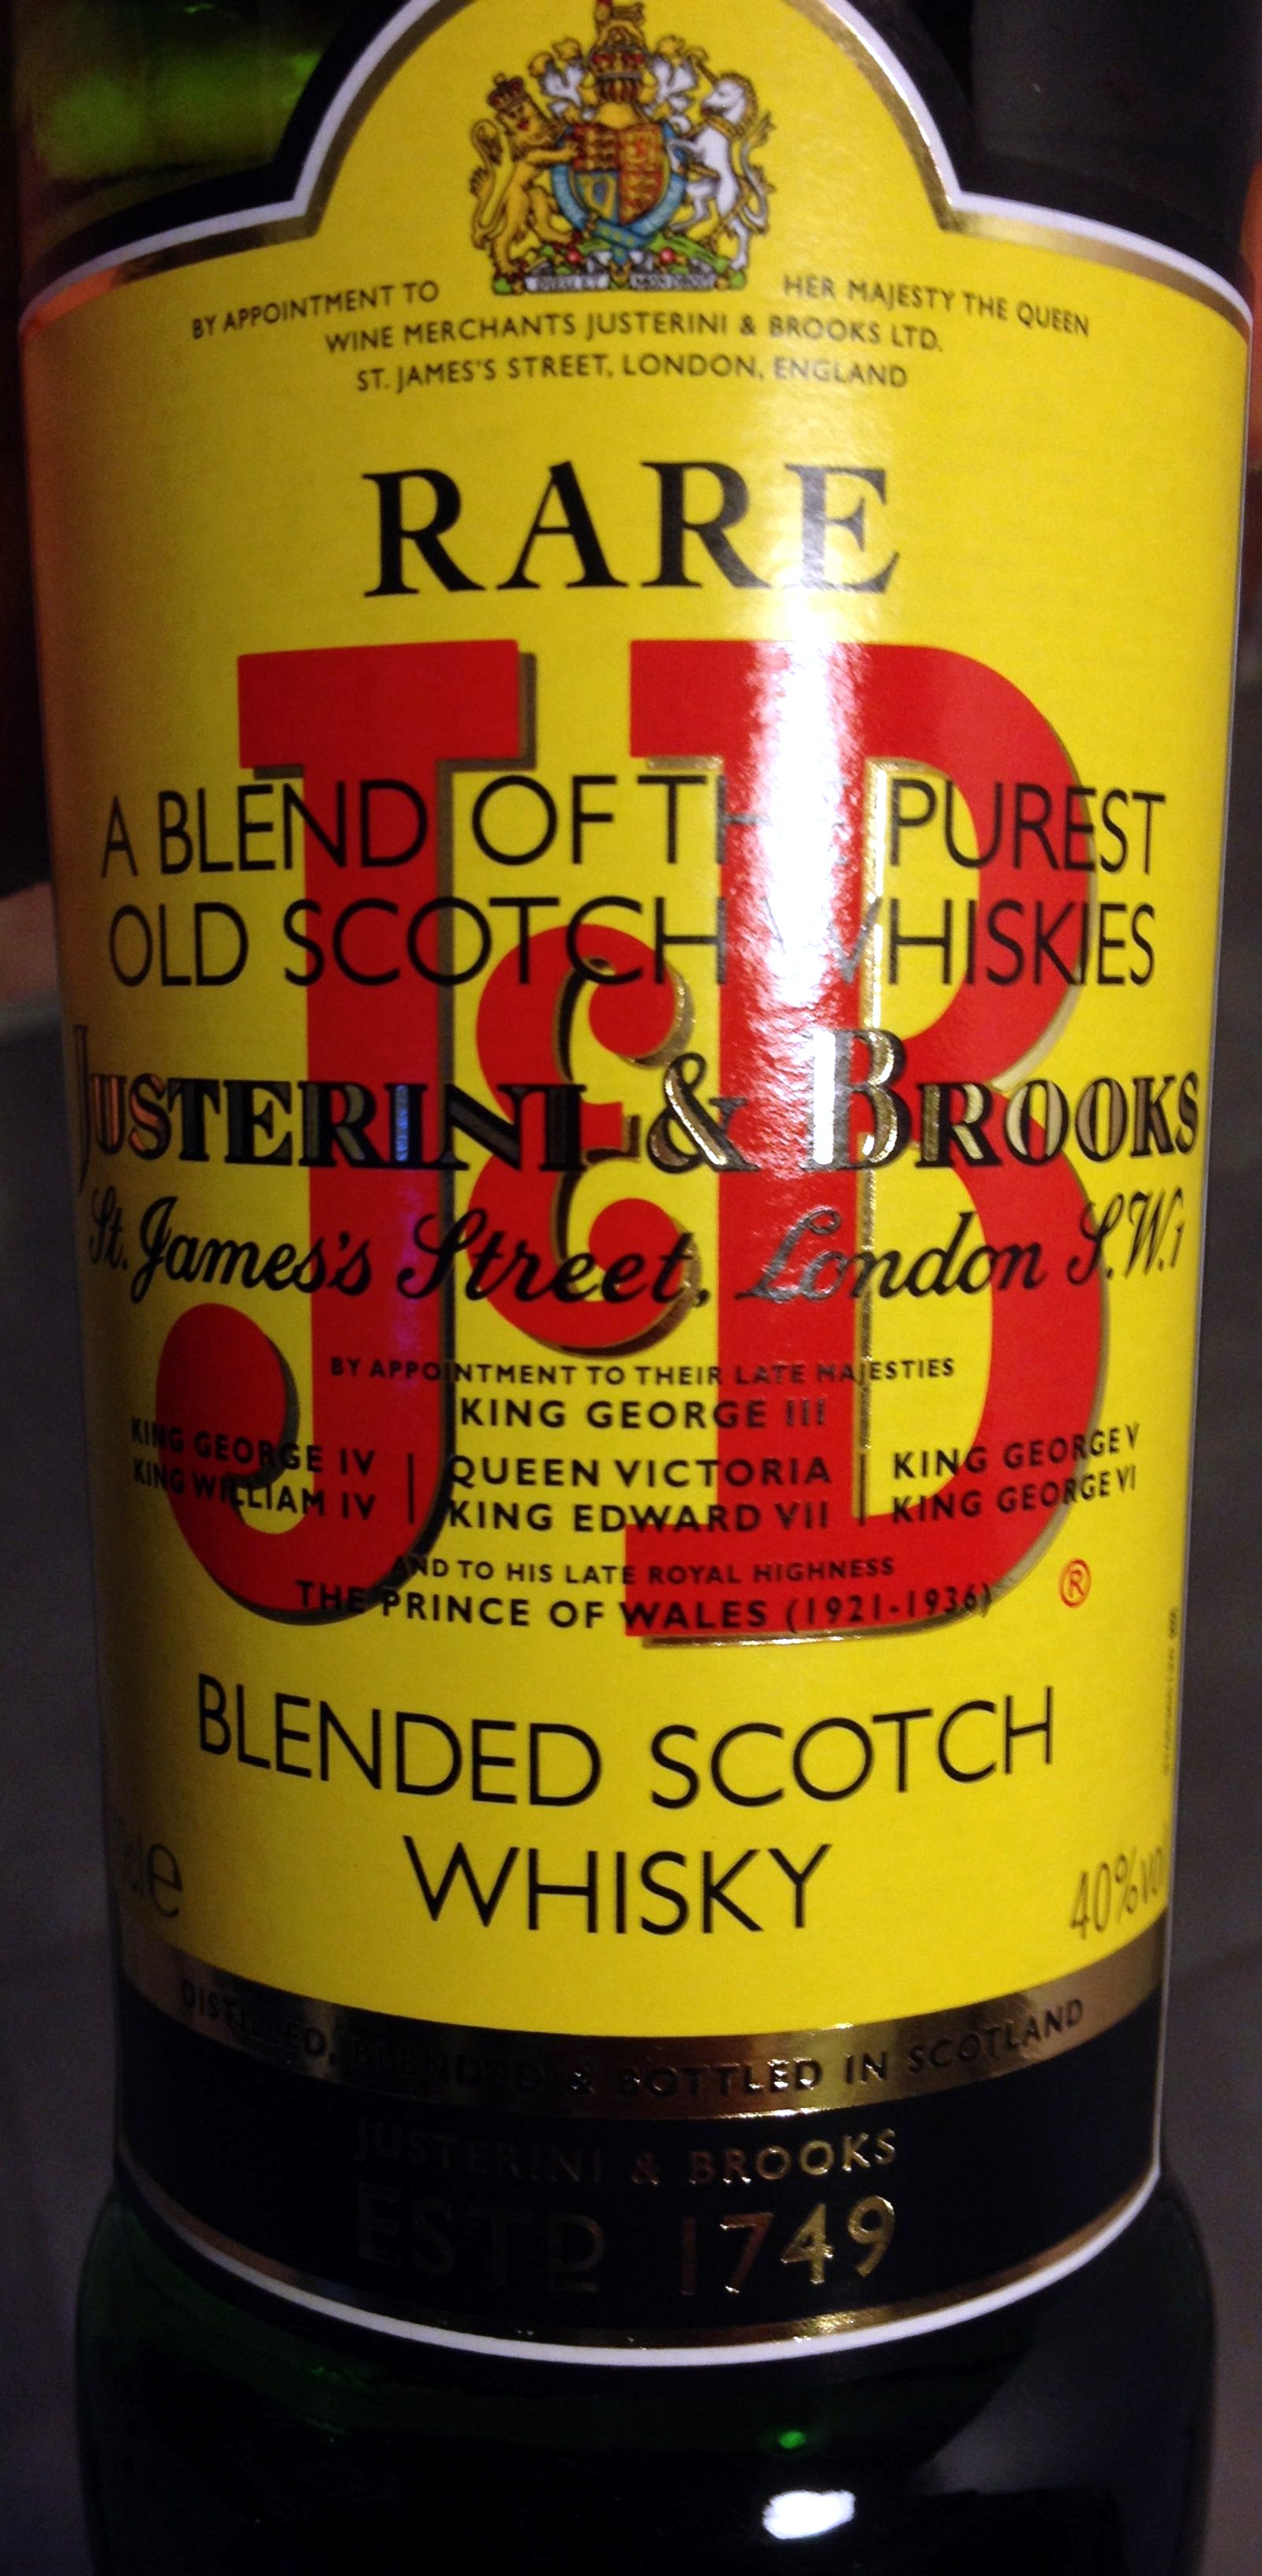 BY APPOINTMENT TO HER MAJESTY THE QUEEN
WINE MERCHANTS JUSTERINI & BROOKS LTD.
ST. JAMES'S STREET, LONDON, ENGLAND
RARE
J&B
A BLEND OF THE PUREST
OLD SCOTCH WHISKIES
JUSTERINI & BROOKS
St. James's Street, London S.W.1
BY APPOINTMENT TO THEIR LATE MAJESTIES
KING GEORGE III
KING GEORGE IV | QUEEN VICTORIA | KING GEORGE V
KING WILLIAM IV | KING EDWARD VII | KING GEORGE VI
AND TO HIS LATE ROYAL HIGHNESS
THE PRINCE OF WALES (1921-1936)
®
BLENDED SCOTCH
WHISKY
e 40%vol
DISTILLED, BLENDED & BOTTLED IN SCOTLAND
JUSTERINI & BROOKS
ESTD 1749